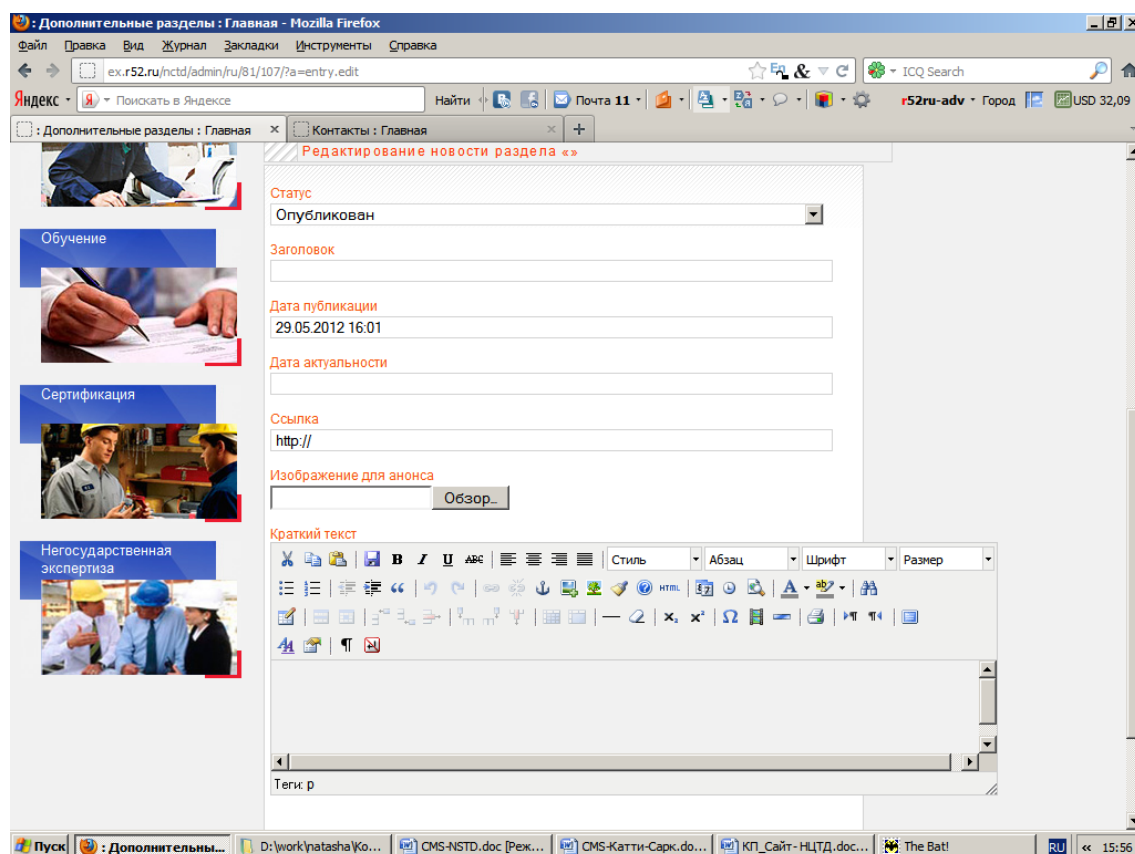 : Дополнительные разделы : Главная - Mozilla Firefox
Файл Правка Вид Журнал Закладки Инструменты Справка
ex.r52.ru/nctd/admin/ru/81/107/?a=entry.edit
ICQ Search
Яндекс
Я
Поискать в Яндексе
Найти
Почта 11
r52ru-adv
Город
USD 32,09
: Дополнительные разделы : Главная
Контакты : Главная
Редактирование новости раздела «»
Статус
Опубликован
Обучение
Заголовок
Дата публикации
29.05.2012 16:01
Дата актуальности
Сертификация
Ссылка
http://
Изображение для анонса
Обзор...
Краткий текст
Негосударственная
экспертиза
B I U ABC Стиль Абзац Шрифт Размер
HTML
Теги: p
Пуск
: Дополнительны...
D:\work\natasha\Ко...
CMS-NSTD.doc [Реж...
CMS-Катти-Сарк.do...
КП_Сайт-НЦТД.doc...
The Bat!
RU
« 15:56